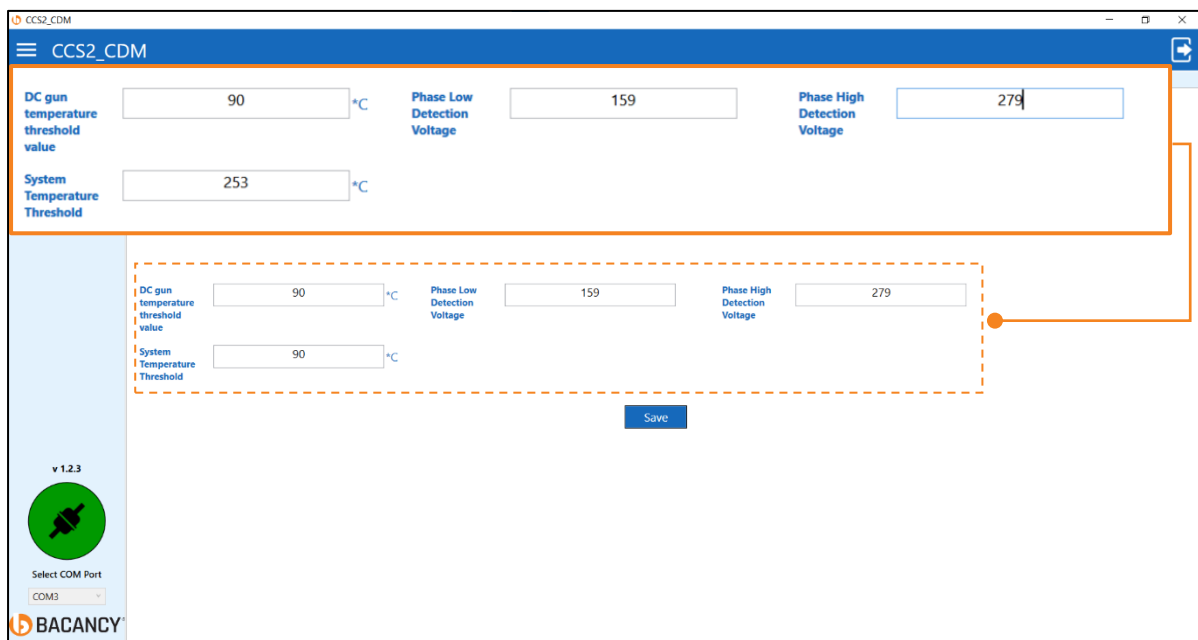 CCS2_CDM
CCS2_CDM
DC gun
temperature
threshold
value
90
*C
Phase Low
Detection
Voltage
159
Phase High
Detection
Voltage
279
System
Temperature
Threshold
253
*C
DC gun
temperature
threshold
value
90
*C
Phase Low
Detection
Voltage
159
Phase High
Detection
Voltage
279
System
Temperature
Threshold
90
*C
Save
v 1.2.3
Select COM Port
COM3
BACANCY